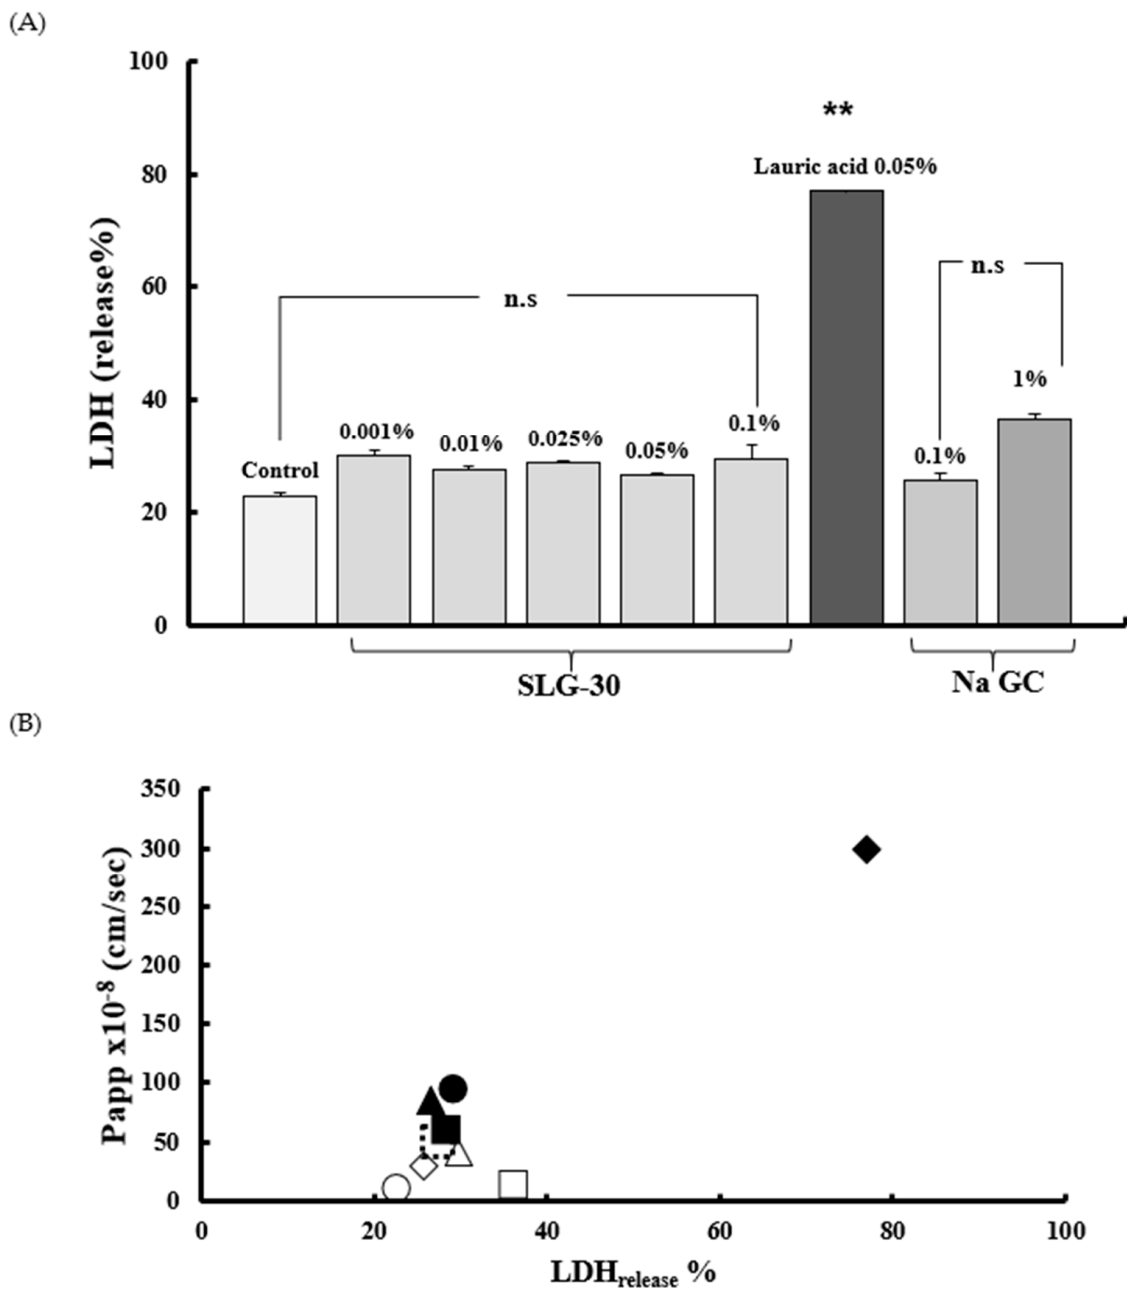 (A)
100
**
Lauric acid 0.05%
80
n.s
60
n.s
LDH (release%)
40
1%
0.1%
0.001%
0.025%
0.01%
0.05%
0.1%
Control
20
0
SLG-30
Na GC
(B)
350
300
250
200
150
100
50
0
Papp x10-8 (cm/sec)
0 20 40 60 80 100
LDHrelease %